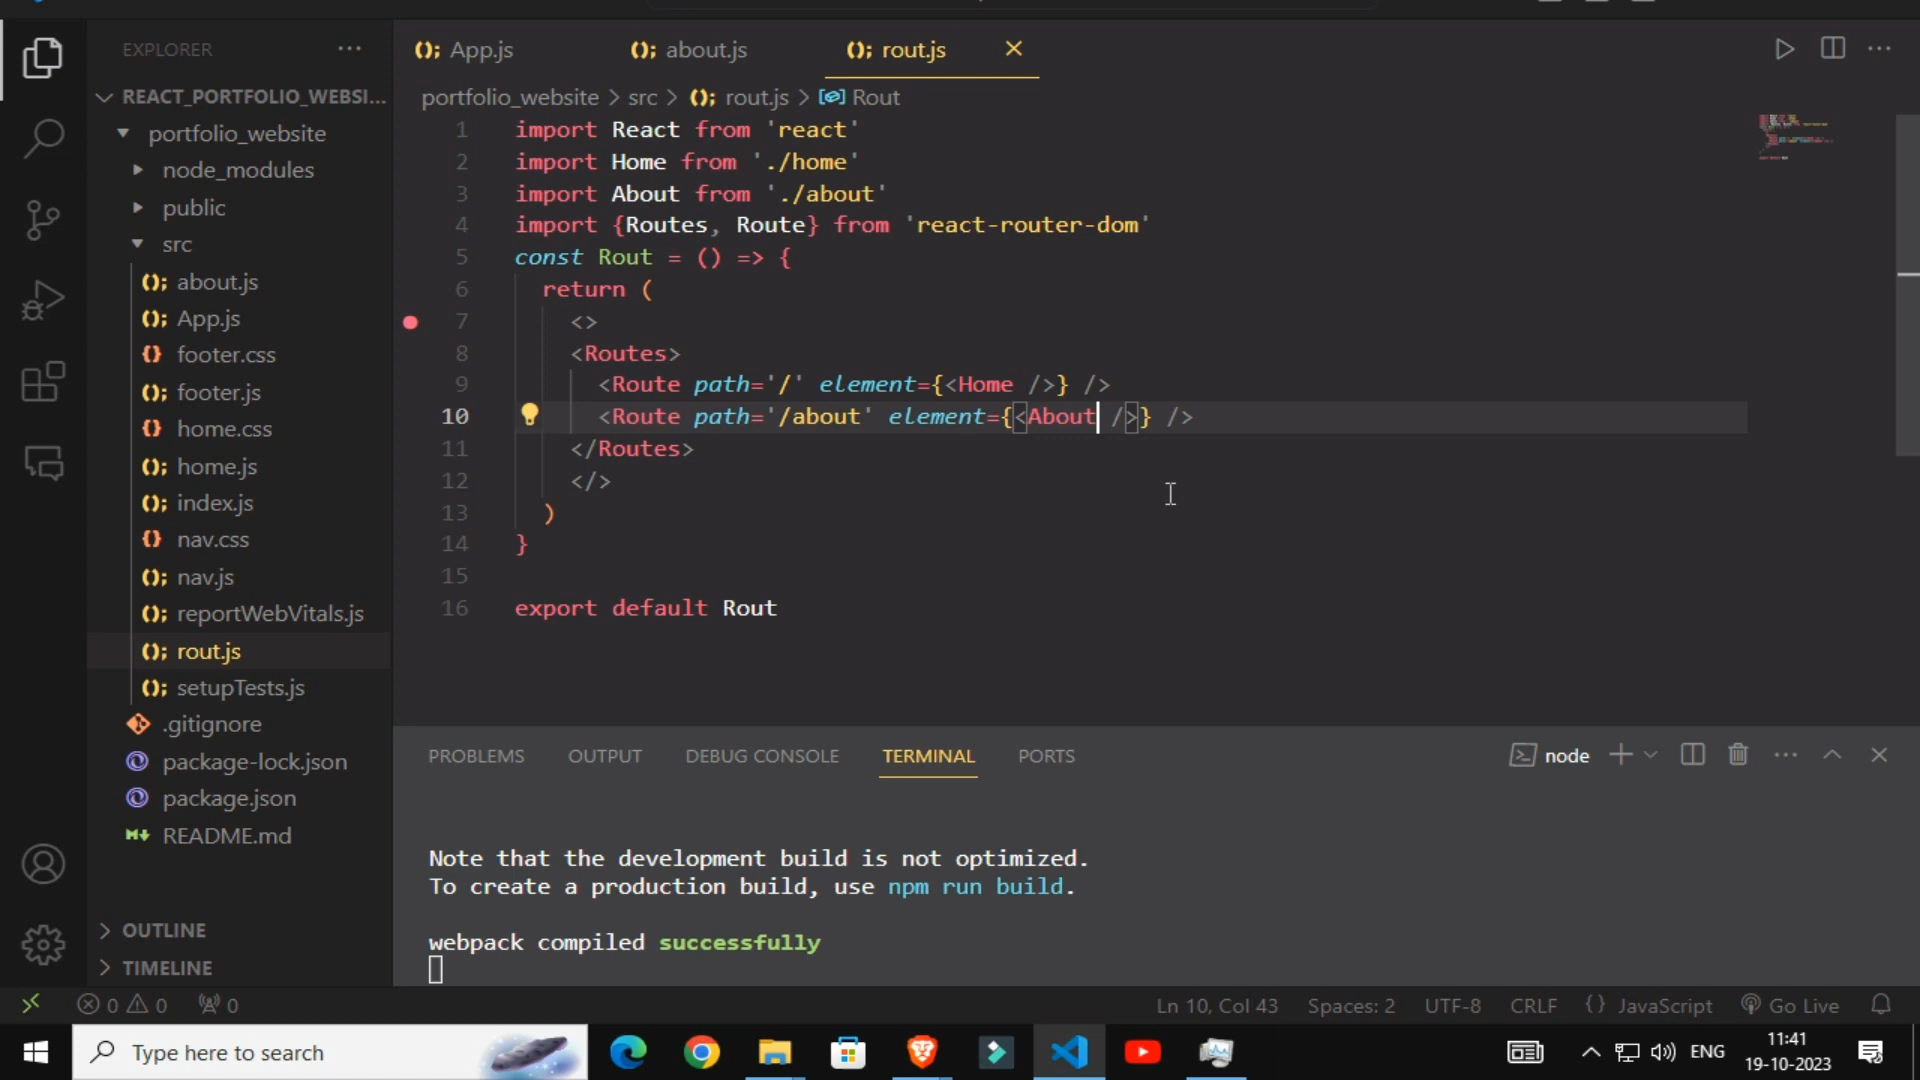 EXPLORER ...
REACT_PORTFOLIO_WEBSI...
portfolio_website
node_modules
public
src
about.js
App.js
footer.css
footer.js
home.css
home.js
index.js
nav.css
nav.js
reportWebVitals.js
rout.js
setupTests.js
.gitignore
package-lock.json
package.json
README.md
OUTLINE
TIMELINE
App.js about.js rout.js
portfolio_website > src > rout.js > Rout
1 import React from 'react'
2 import Home from './home'
3 import About from './about'
4 import {Routes, Route} from 'react-router-dom'
5 const Rout = () => {
6 return (
7 <>
8 <Routes>
9 <Route path='/' element={<Home />} />
10 <Route path='/about' element={<About />} />
11 </Routes>
12 </>
13 )
14 }
15
16 export default Rout
PROBLEMS OUTPUT DEBUG CONSOLE TERMINAL PORTS node
Note that the development build is not optimized.
To create a production build, use npm run build.
webpack compiled successfully
0 0 0 Ln 10, Col 43 Spaces: 2 UTF-8 CRLF {} JavaScript Go Live
Type here to search ENG 11:41
19-10-2023